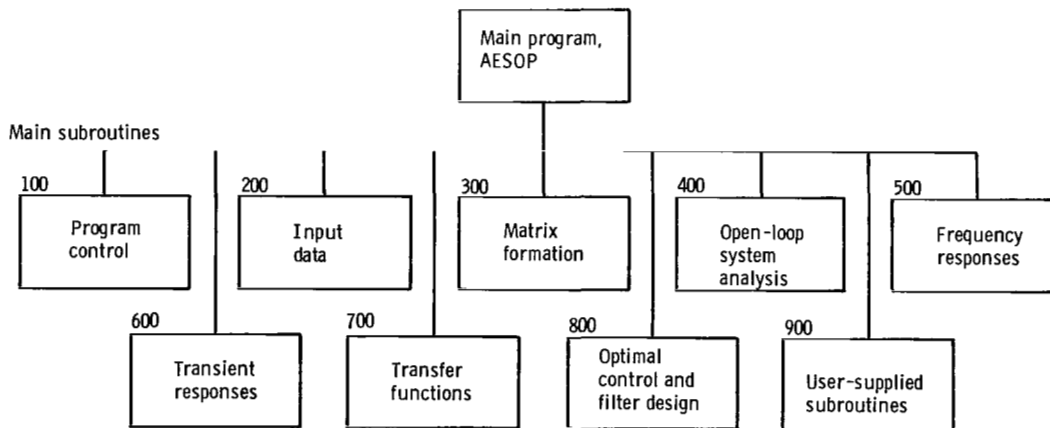 Main program,
AESOP
Main subroutines
100
Program
control
200
Input
data
300
Matrix
formation
400
Open-loop
system
analysis
500
Frequency
responses
600
Transient
responses
700
Transfer
functions
800
Optimal
control and
filter design
900
User-supplied
subroutines